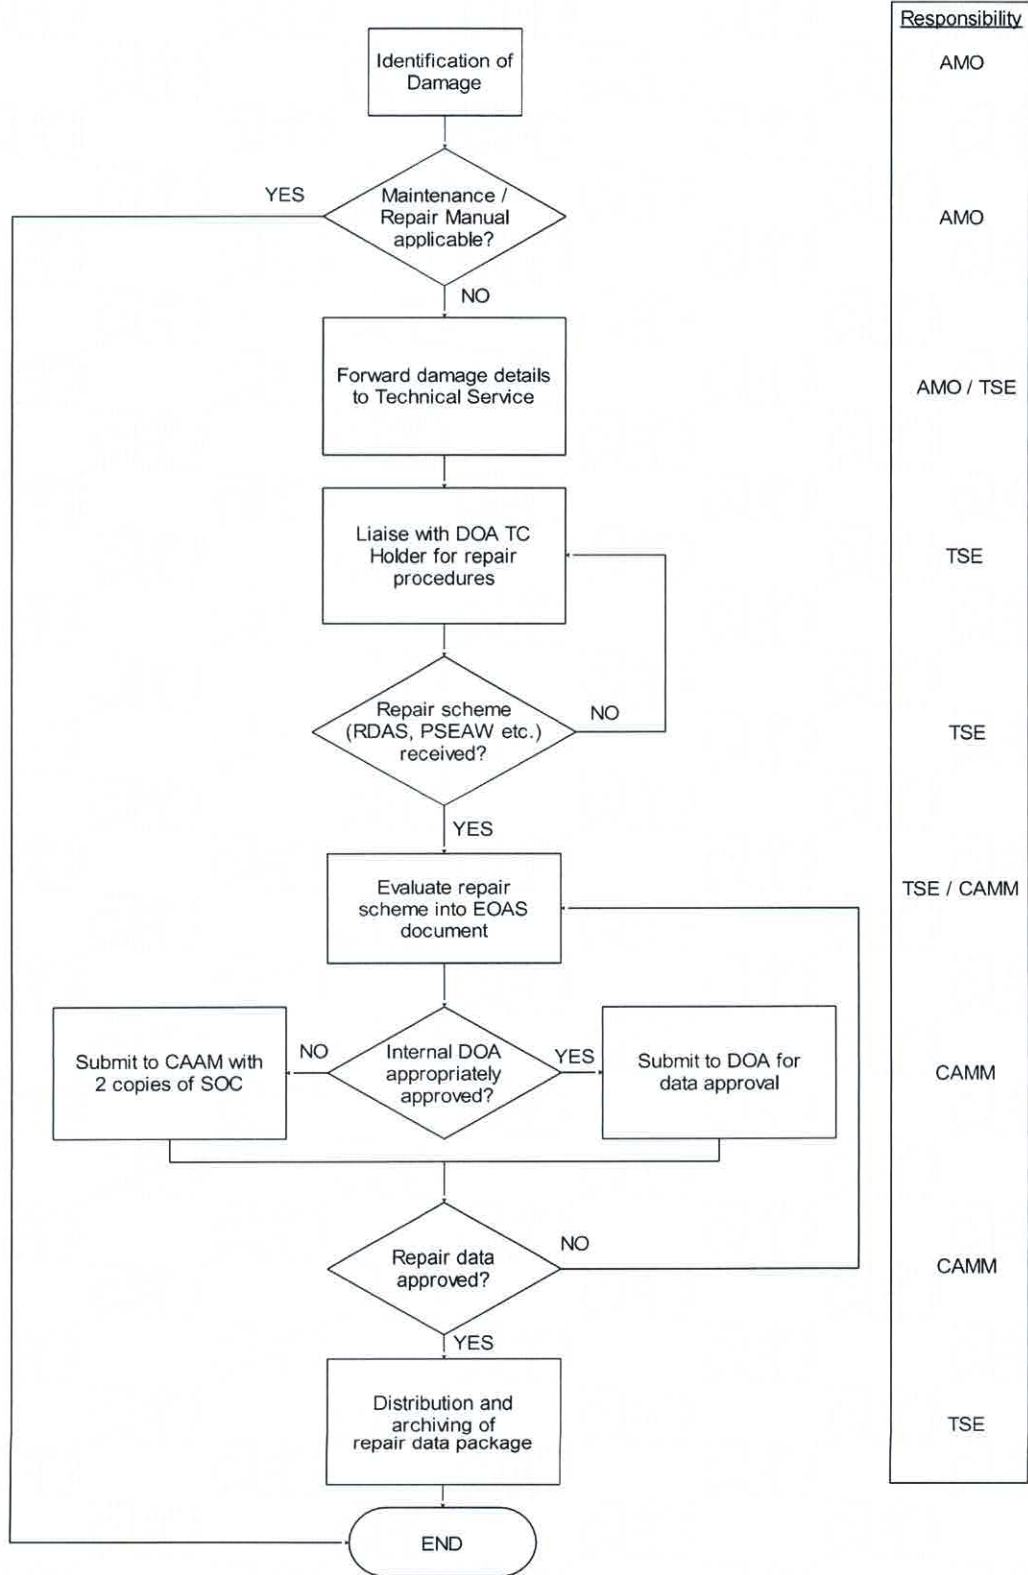 Responsibility
Identification of
Damage
AMO
YES
Maintenance /
Repair Manual
applicable?
AMO
NO
Forward damage details
to Technical Service
AMO / TSE
Liaise with DOA TC
Holder for repair
procedures
TSE
Repair scheme
(RDAS, PSEAW etc.)
received?
NO
TSE
YES
Evaluate repair
scheme into EOAS
document
TSE / CAMM
Submit to CAAM with
2 copies of SOC
NO
Internal DOA
appropriately
approved?
YES
Submit to DOA for
data approval
CAMM
Repair data
approved?
NO
CAMM
YES
Distribution and
archiving of
repair data package
TSE
END